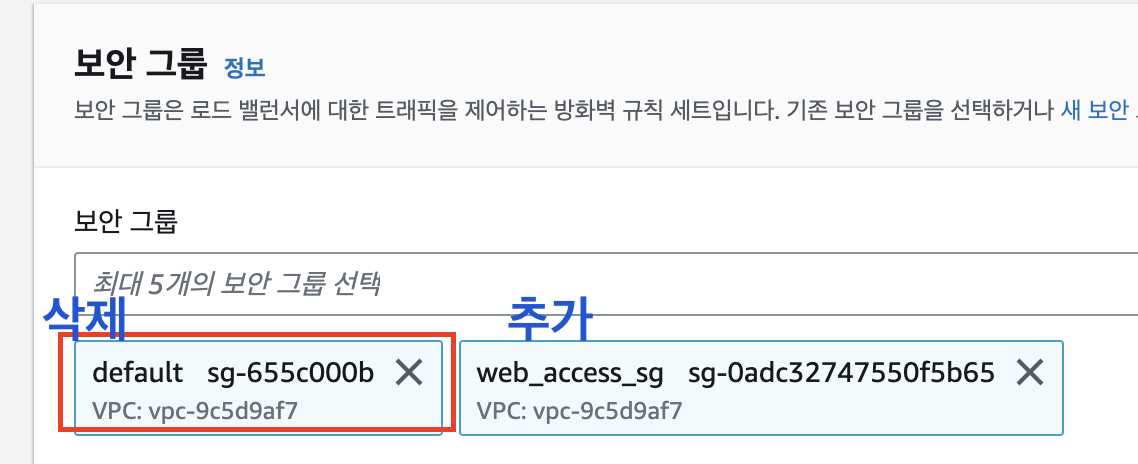 보안 그룹 정보
보안 그룹은 로드 밸런서에 대한 트래픽을 제어하는 방화벽 규칙 세트입니다. 기존 보안 그룹을 선택하거나 새 보안
보안 그룹
최대 5개의 보안 그룹 선택
삭제 추가
default sg-655c000b web_access_sg sg-0adc32747550f5b65
VPC: vpc-9c5d9af7 VPC: vpc-9c5d9af7